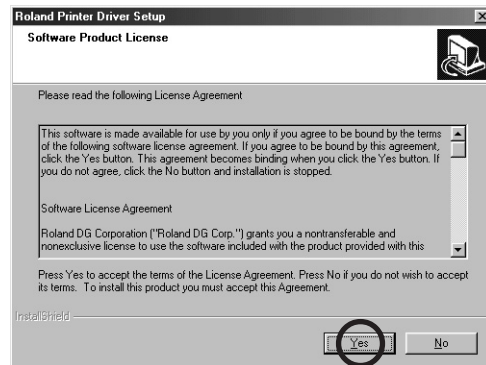 Roland Printer Driver Setup
Software Product License
Please read the following License Agreement
This software is made available for use by you only if you agree to be bound by the terms
of the following software license agreement. If you agree to be bound by this agreement,
click the Yes button. This agreement becomes binding when you click the Yes button. If
you do not agree, click the No button and installation is stopped.
Software License Agreement
Roland DG Corporation ("Roland DG Corp.") grants you a nontransferable and
nonexclusive license to use the software included with the product provided with this
Press Yes to accept the terms of the License Agreement. Press No if you do not wish to accept
its terms. To install this product you must accept this Agreement.
InstallShield
Yes
No